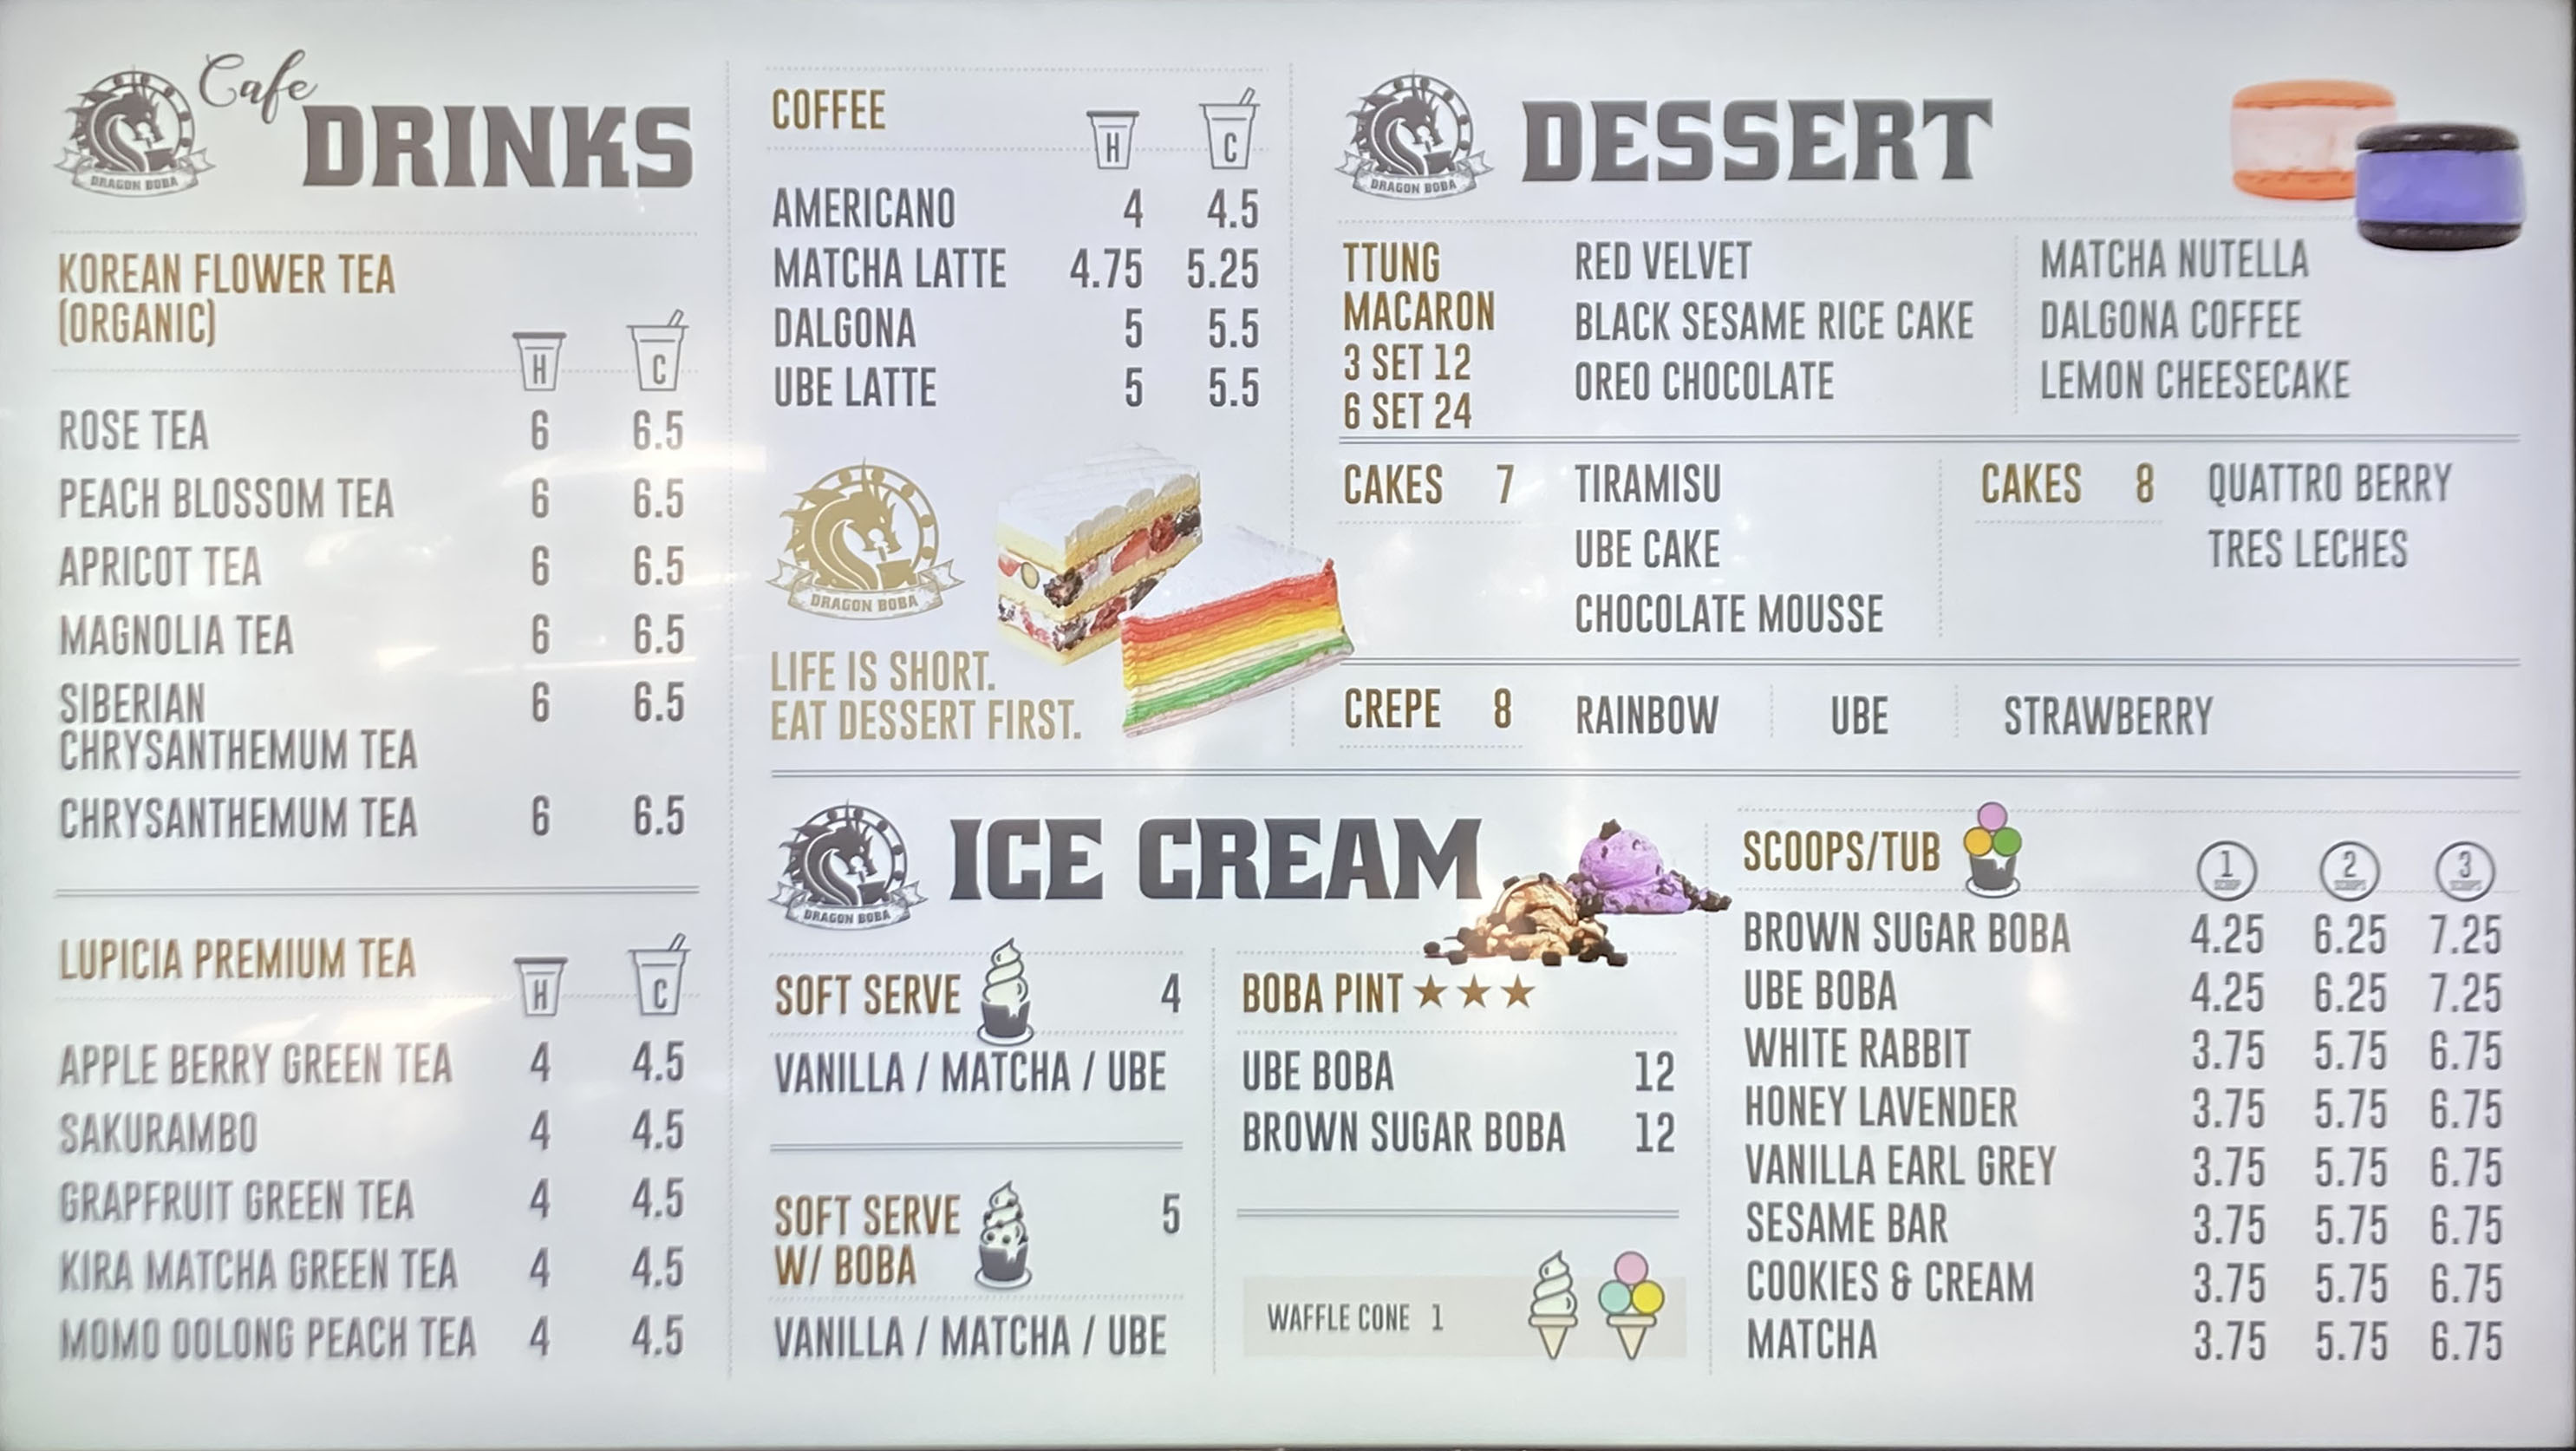 Cafe
DRINKS
DRAGON BOBA
KOREAN FLOWER TEA
(ORGANIC)
H C
ROSE TEA 6 6.5
PEACH BLOSSOM TEA 6 6.5
APRICOT TEA 6 6.5
MAGNOLIA TEA 6 6.5
SIBERIAN 6 6.5
CHRYSANTHEMUM TEA
CHRYSANTHEMUM TEA 6 6.5
LUPICIA PREMIUM TEA
H C
APPLE BERRY GREEN TEA 4 4.5
SAKURAMBO 4 4.5
GRAPFRUIT GREEN TEA 4 4.5
KIRA MATCHA GREEN TEA 4 4.5
MOMO OOLONG PEACH TEA 4 4.5
COFFEE
H C
AMERICANO 4 4.5
MATCHA LATTE 4.75 5.25
DALGONA 5 5.5
UBE LATTE 5 5.5
DRAGON BOBA
LIFE IS SHORT.
EAT DESSERT FIRST.
DRAGON BOBA
DESSERT
TTUNG
MACARON
3 SET 12
6 SET 24
RED VELVET
BLACK SESAME RICE CAKE
OREO CHOCOLATE
MATCHA NUTELLA
DALGONA COFFEE
LEMON CHEESECAKE
CAKES 7
TIRAMISU
UBE CAKE
CHOCOLATE MOUSSE
CAKES 8
QUATTRO BERRY
TRES LECHES
CREPE 8 RAINBOW UBE STRAWBERRY
DRAGON BOBA
ICE CREAM
SOFT SERVE 4
VANILLA / MATCHA / UBE
SOFT SERVE 5
W/ BOBA
VANILLA / MATCHA / UBE
BOBA PINT ★★★
UBE BOBA 12
BROWN SUGAR BOBA 12
WAFFLE CONE 1
SCOOPS/TUB
1 2 3
SCOOP SCOOPS SCOOPS
BROWN SUGAR BOBA 4.25 6.25 7.25
UBE BOBA 4.25 6.25 7.25
WHITE RABBIT 3.75 5.75 6.75
HONEY LAVENDER 3.75 5.75 6.75
VANILLA EARL GREY 3.75 5.75 6.75
SESAME BAR 3.75 5.75 6.75
COOKIES & CREAM 3.75 5.75 6.75
MATCHA 3.75 5.75 6.75